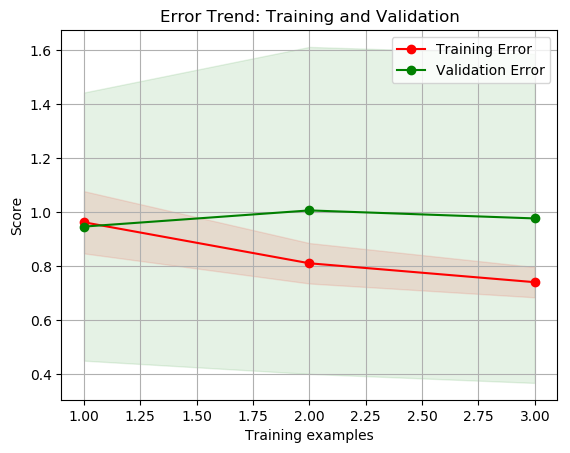 Error Trend: Training and Validation
Training Error
Validation Error
1.6
1.4
1.2
1.0
0.8
0.6
0.4
Score
1.00 1.25 1.50 1.75 2.00 2.25 2.50 2.75 3.00
Training examples